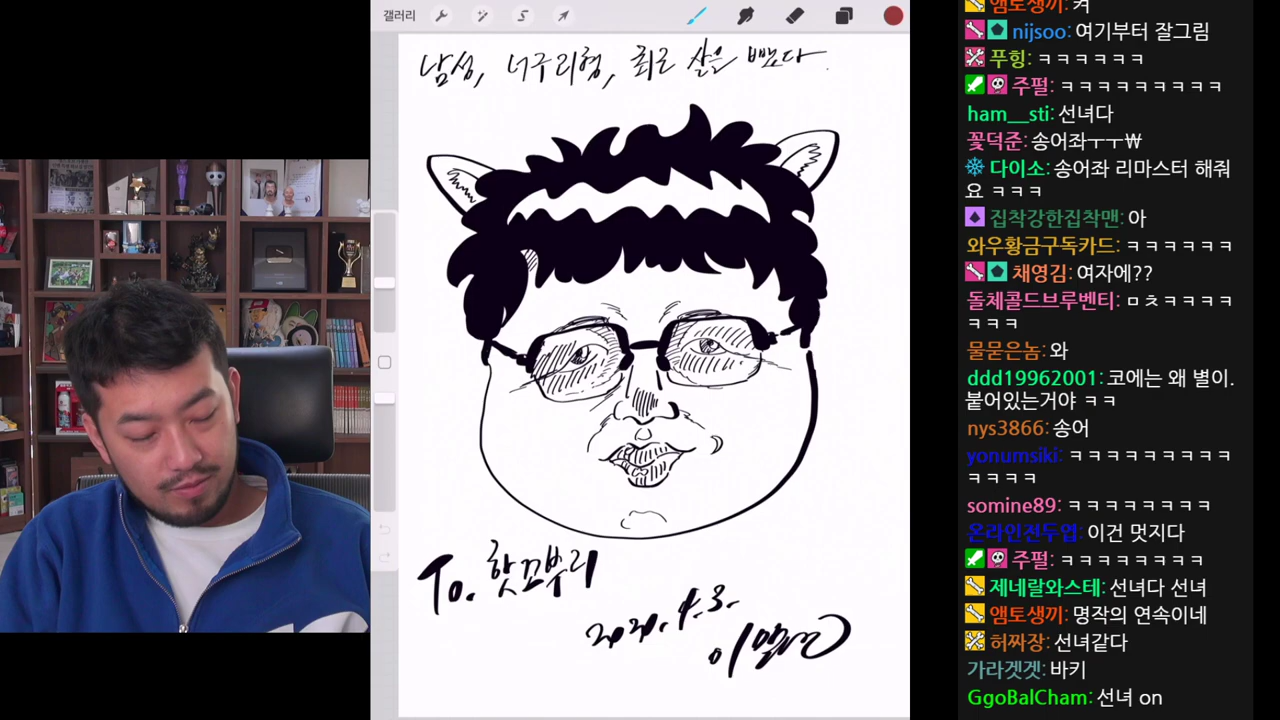 갤러리
남성, 너구리형, 최근 살을 뺐다.
To. 핫꼬부리
2020. 4. 3.
앰토생끼: 켜
nijsoo: 여기부터 잘그림
푸헝: ㅋㅋㅋㅋㅋㅋ
주펄: ㅋㅋㅋㅋㅋㅋㅋㅋㅋ
ham__sti: 선녀다
꽃덕준: 송어좌ㅜㅜ₩
다이소: 송어좌 리마스터 해줘
요 ㅋㅋㅋ
집착강한집착맨: 아
와우황금구독카드: ㅋㅋㅋㅋㅋㅋ
채영김: 여자에??
돌체콜드브루벤티: ㅁㅊㅋㅋㅋㅋ
ㅋㅋㅋ
물묻은놈: 와
ddd19962001: 코에는 왜 별이.
붙어있는거야 ㅋㅋ
nys3866: 송어
yonumsiki: ㅋㅋㅋㅋㅋㅋㅋㅋㅋ
ㅋㅋㅋㅋ
somine89: ㅋㅋㅋㅋㅋㅋㅋㅋ
온라인전두엽: 이건 멋지다
주펄: ㅋㅋㅋㅋㅋㅋㅋㅋ
제네랄와스테: 선녀다 선녀
앰토생끼: 명작의 연속이네
허짜장: 선녀같다
가라겟겟: 바키
GgoBalCham: 선녀 on